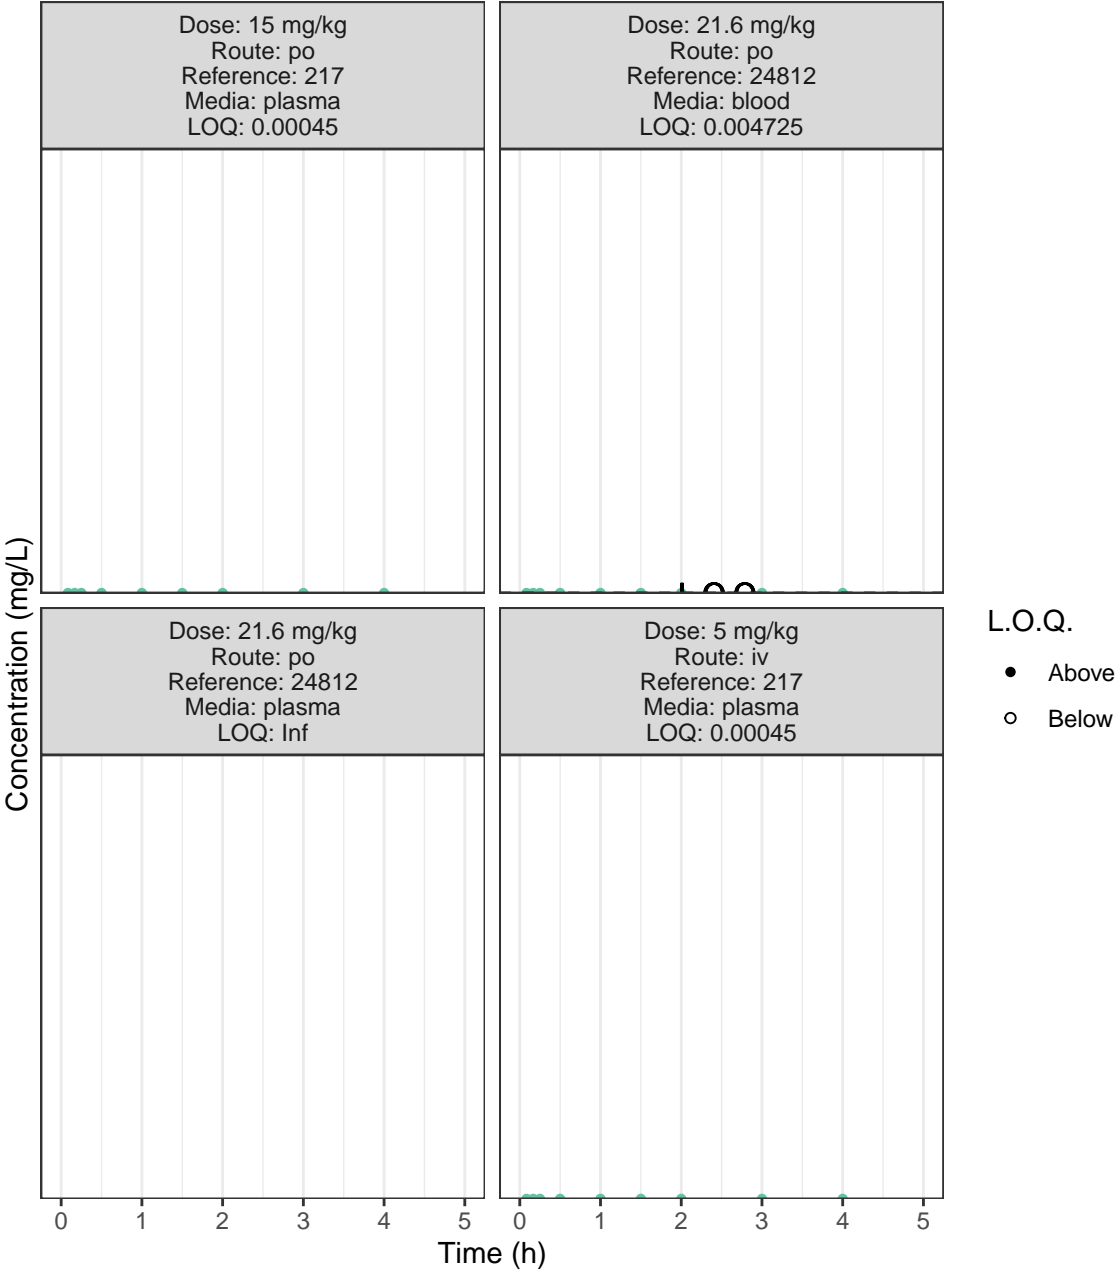 Dose: 15 mg/kg
Route: po
Reference: 217
Media: plasma
LOQ: 0.00045
Dose: 21.6 mg/kg
Route: po
Reference: 24812
Media: blood
LOQ: 0.004725
Concentration (mg/L)
Dose: 21.6 mg/kg
Route: po
Reference: 24812
Media: plasma
LOQ: Inf
Dose: 5 mg/kg
Route: iv
Reference: 217
Media: plasma
LOQ: 0.00045
L.O.Q.
Above
Below
0 1 2 3 4 5
0 1 2 3 4 5
Time (h)